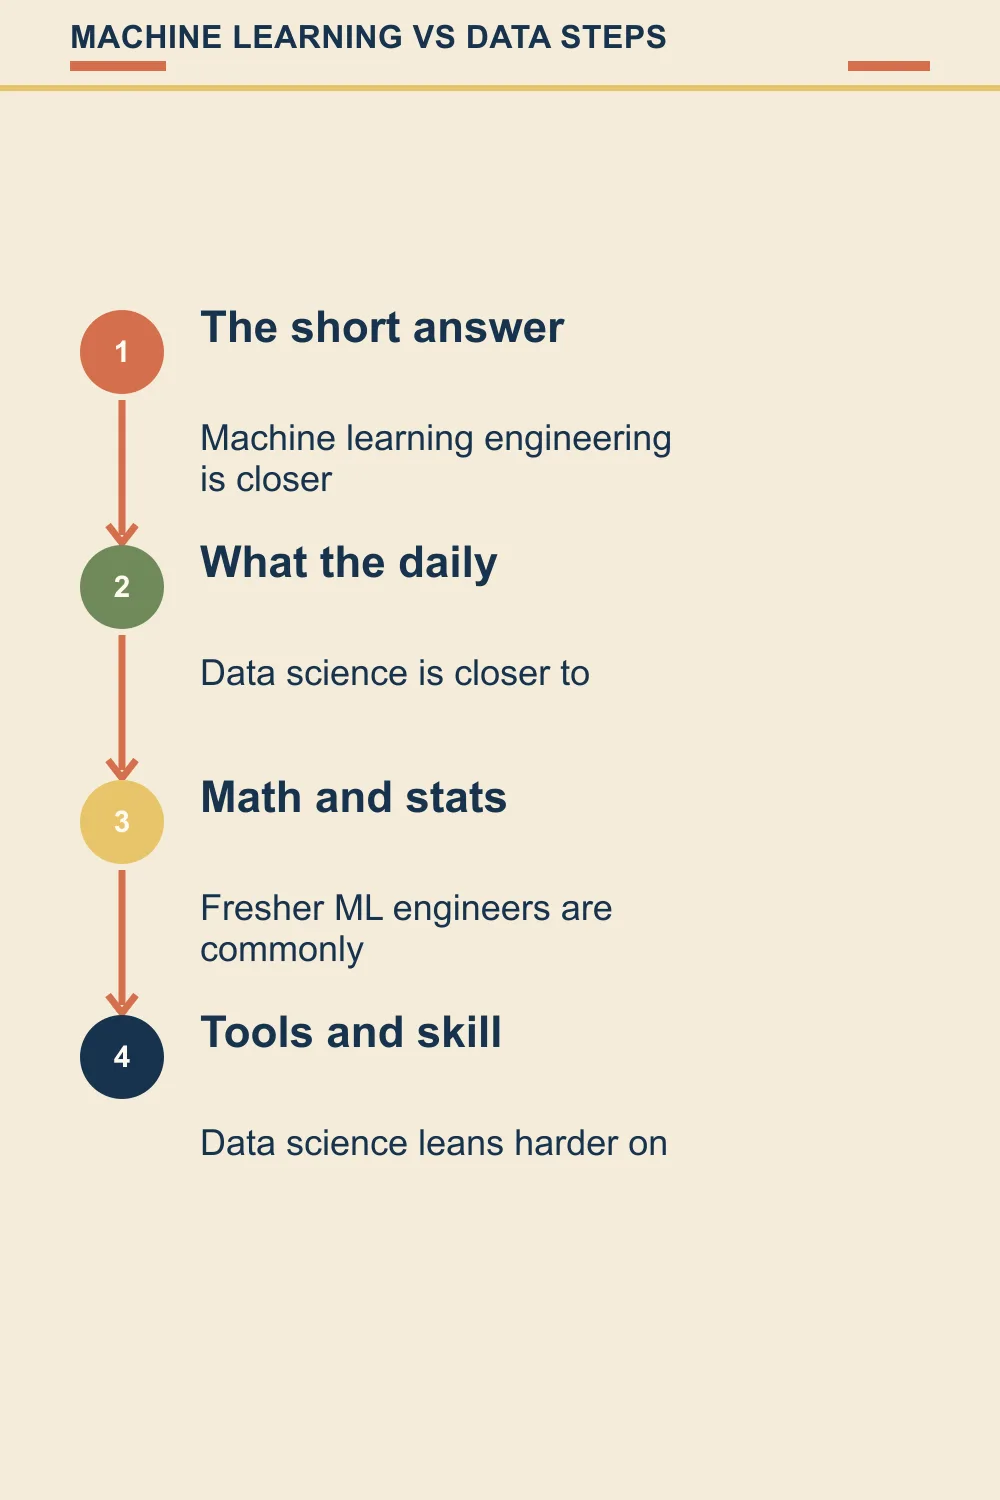 MACHINE LEARNING VS DATA STEPS
1
The short answer
Machine learning engineering
is closer
2
What the daily
Data science is closer to
3
Math and stats
Fresher ML engineers are
commonly
4
Tools and skill
Data science leans harder on